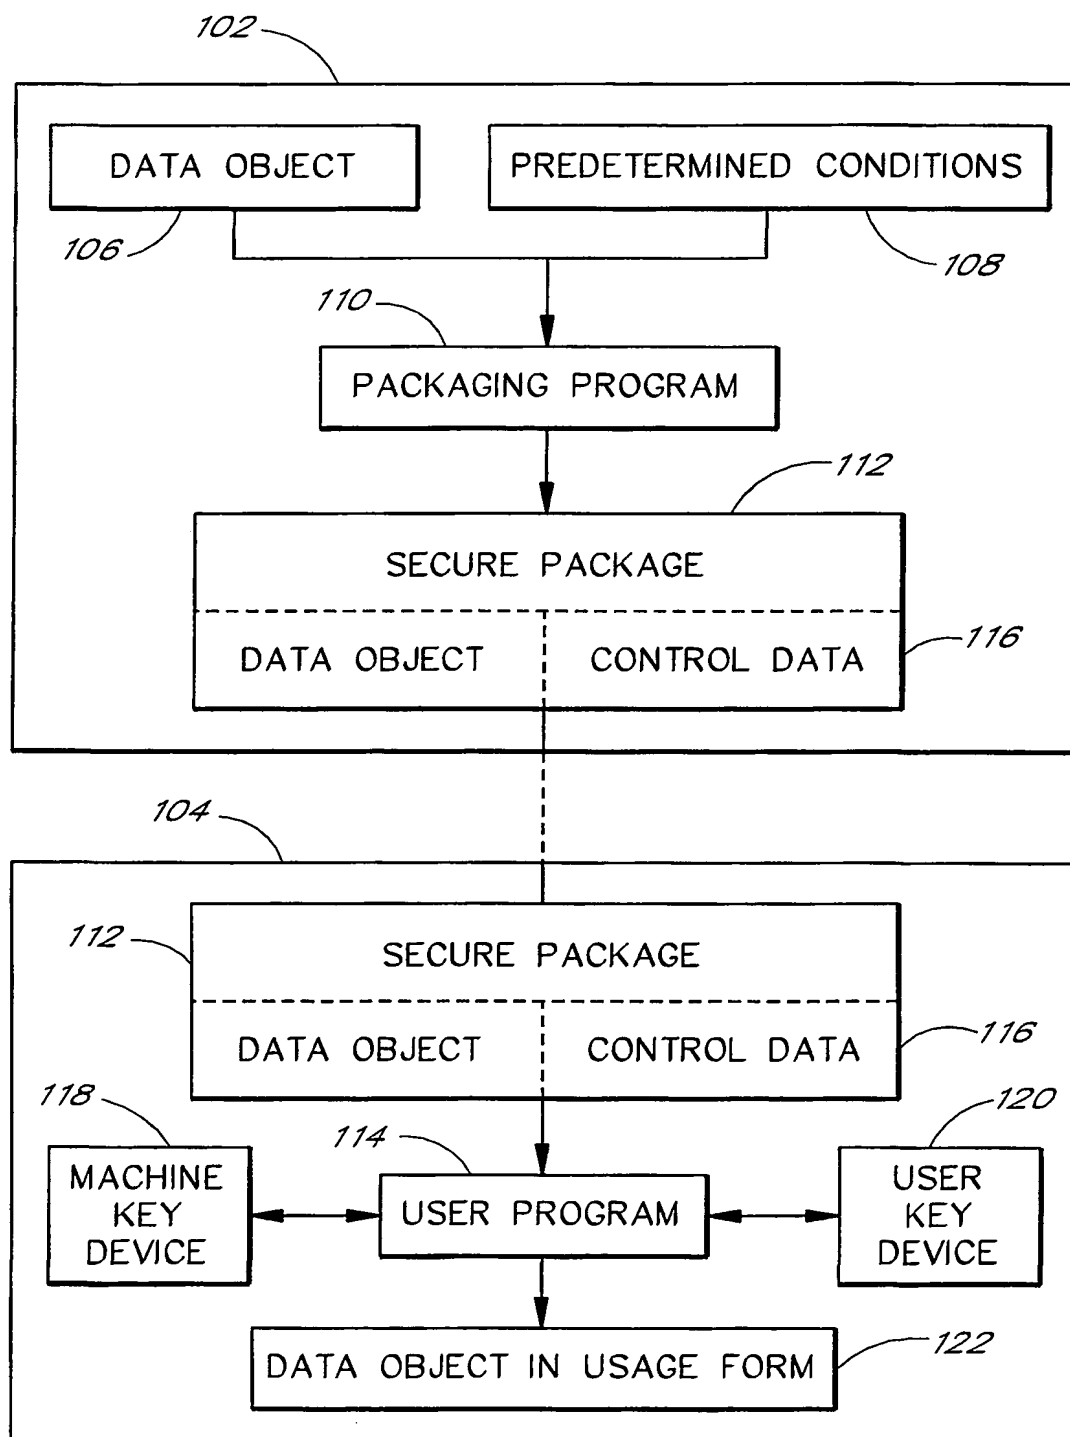 102
DATA OBJECT
PREDETERMINED CONDITIONS
106
108
110
PACKAGING PROGRAM
112
SECURE PACKAGE
DATA OBJECT
CONTROL DATA
116
104
112
SECURE PACKAGE
DATA OBJECT
CONTROL DATA
116
118
114
120
MACHINE
KEY
DEVICE
USER PROGRAM
USER
KEY
DEVICE
DATA OBJECT IN USAGE FORM
122